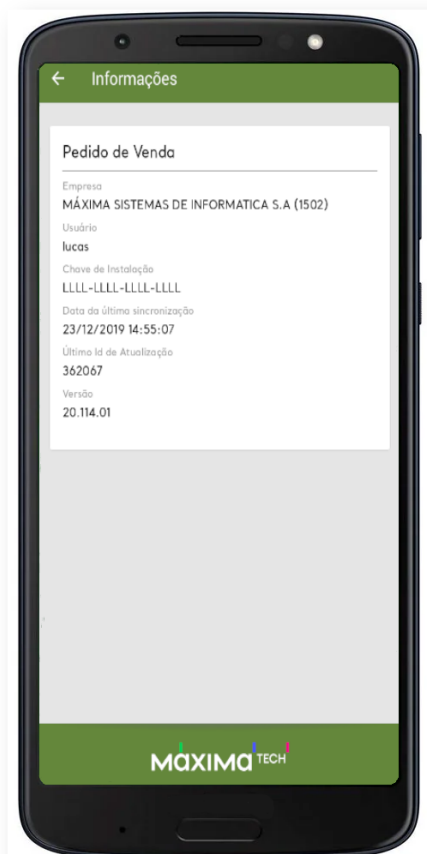 Informações
Pedido de Venda
Empresa
MÁXIMA SISTEMAS DE INFORMATICA S.A (1502)
Usuário
lucas
Chave de Instalação
LLLL-LLLL-LLLL-LLLL
Data da última sincronização
23/12/2019 14:55:07
Último Id de Atualização
362067
Versão
20.114.01
MáXIMA TECH